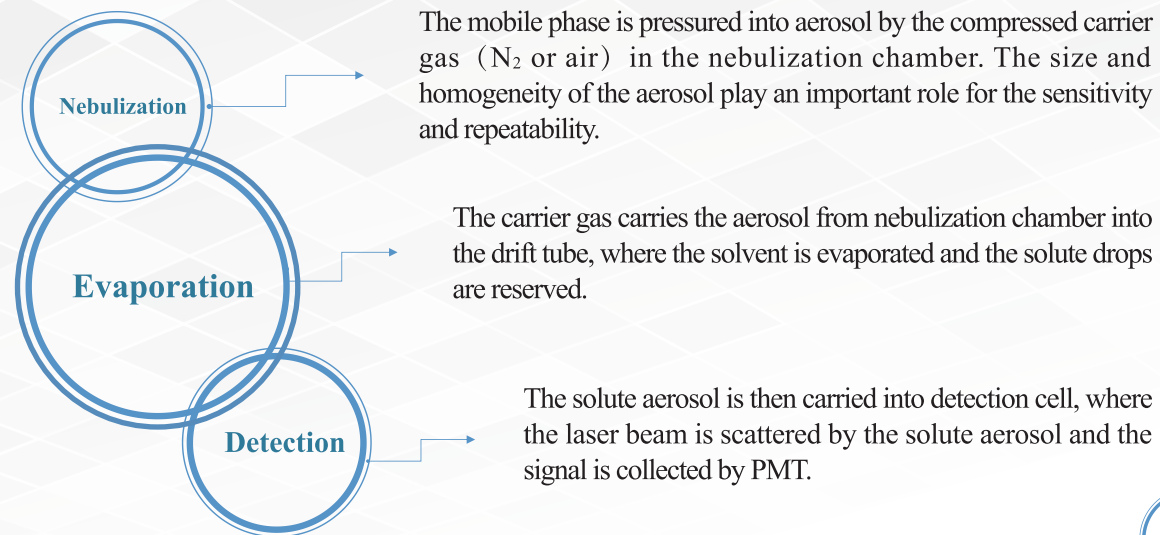 The mobile phase is pressured into aerosol by the compressed carrier
gas（N₂ or air）in the nebulization chamber. The size and
homogeneity of the aerosol play an important role for the sensitivity
and repeatability.
Nebulization
The carrier gas carries the aerosol from nebulization chamber into
the drift tube, where the solvent is evaporated and the solute drops
are reserved.
Evaporation
The solute aerosol is then carried into detection cell, where
the laser beam is scattered by the solute aerosol and the
signal is collected by PMT.
Detection